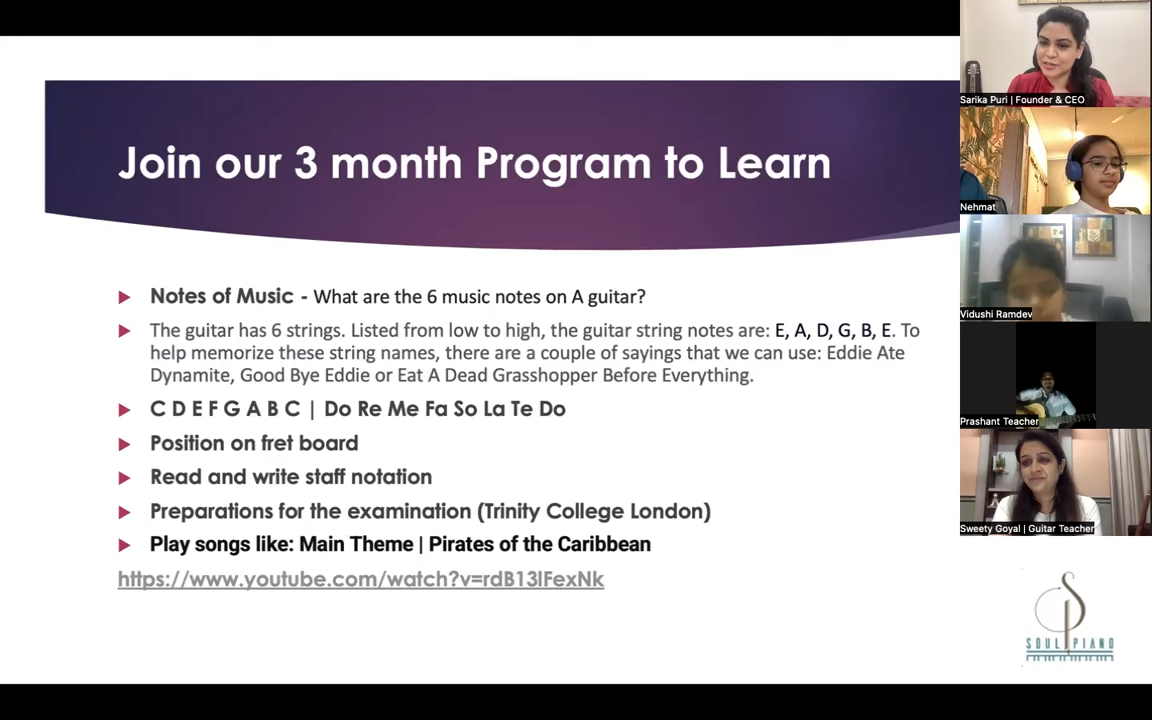 Join our 3 month Program to Learn
Notes of Music - What are the 6 music notes on A guitar?
The guitar has 6 strings. Listed from low to high, the guitar string notes are: E, A, D, G, B, E. To
help memorize these string names, there are a couple of sayings that we can use: Eddie Ate
Dynamite, Good Bye Eddie or Eat A Dead Grasshopper Before Everything.
C D E F G A B C | Do Re Me Fa So La Te Do
Position on fret board
Read and write staff notation
Preparations for the examination (Trinity College London)
Play songs like: Main Theme | Pirates of the Caribbean
https://www.youtube.com/watch?v=rdB13lFexNk
Sarika Puri | Founder & CEO
Nehmat
Vidushi Ramdev
Prashant Teacher
Sweety Goyal | Guitar Teacher
SOUL PIANO